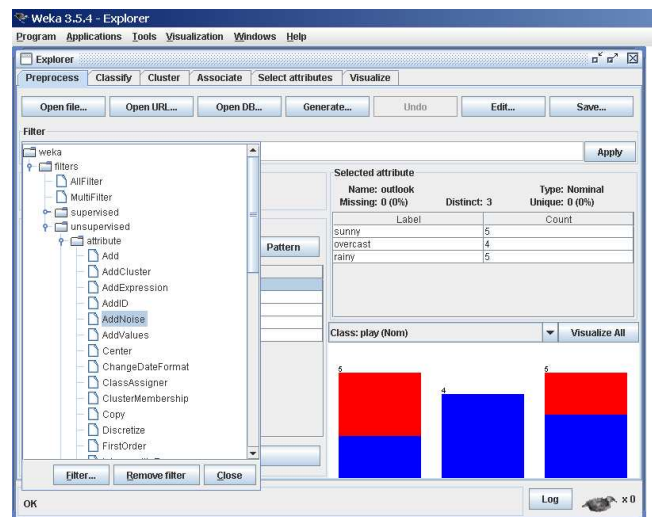 Weka 3.5.4 - Explorer
Program Applications Tools Visualization Windows Help
Explorer
Preprocess Classify Cluster Associate Select attributes Visualize
Open file... Open URL... Open DB... Generate... Undo Edit... Save...
Filter
weka
Apply
filters
AllFilter
MultiFilter
supervised
unsupervised
attribute
Add
AddCluster
AddExpression
AddID
AddNoise
AddValues
Center
ChangeDateFormat
ClassAssigner
ClusterMembership
Copy
Discretize
FirstOrder
Filter... Remove filter Close
Pattern
Selected attribute
Name: outlook Type: Nominal
Missing: 0 (0%) Distinct: 3 Unique: 0 (0%)
Label Count
sunny 5
overcast 4
rainy 5
Class: play (Nom) Visualize All
5 4 5
OK Log x 0